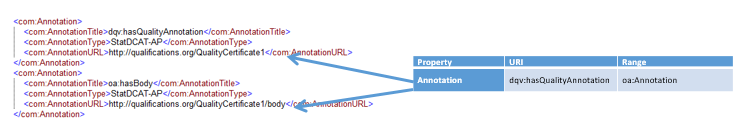 <com:Annotation>
<com:AnnotationTitle>dqv:hasQualityAnnotation</com:AnnotationTitle>
<com:AnnotationType>StatDCAT-AP</com:AnnotationType>
<com:AnnotationURL>http://qualifications.org/QualityCertificate1</com:AnnotationURL>
</com:Annotation>
<com:Annotation>
<com:AnnotationTitle>oa:hasBody</com:AnnotationTitle>
<com:AnnotationType>StatDCAT-AP</com:AnnotationType>
<com:AnnotationURL>http://qualifications.org/QualityCertificate1/body</com:AnnotationURL>
</com:Annotation>
Property URI Range
Annotation dqv:hasQualityAnnotation oa:Annotation